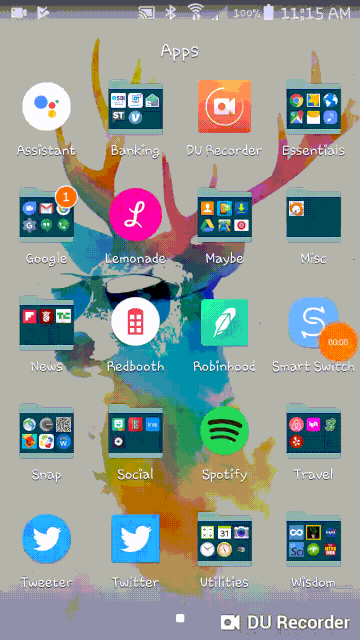 100% 11:15 AM
Apps
Assistant Banking DU Recorder Essentials
1
Google Lemonade Maybe Misc
00:00
News Redbooth Robinhood Smart Switch
Snap Social Spotify Travel
Tweeter Twitter Utilities Wisdom
DU Recorder